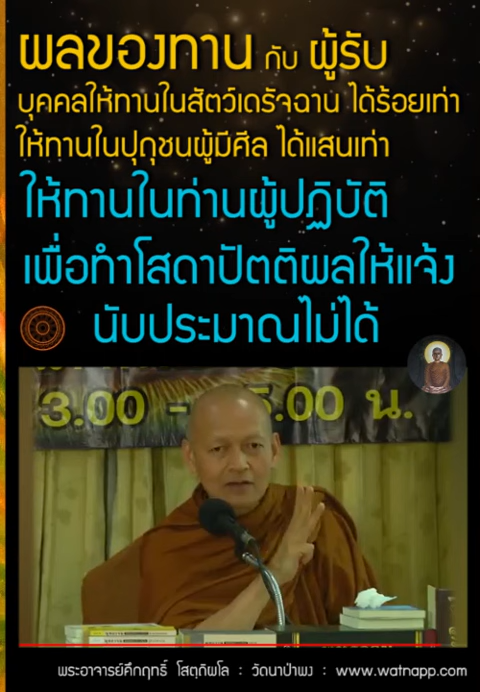 ผลของทาน กับ ผู้รับ
บุคคลให้ทานในสัตว์เดรัจฉาน ได้ร้อยเท่า
ให้ทานในปุถุชนผู้มีศีล ได้แสนเท่า
ให้ทานในท่านผู้ปฏิบัติ
เพื่อทำโสดาปัตติผลให้แจ้ง
นับประมาณไม่ได้
3.00 - 5.00 น.
พระอาจารย์คึกฤทธิ์ โสตฺถิผโล : วัดนาป่าพง : www.watnapp.com